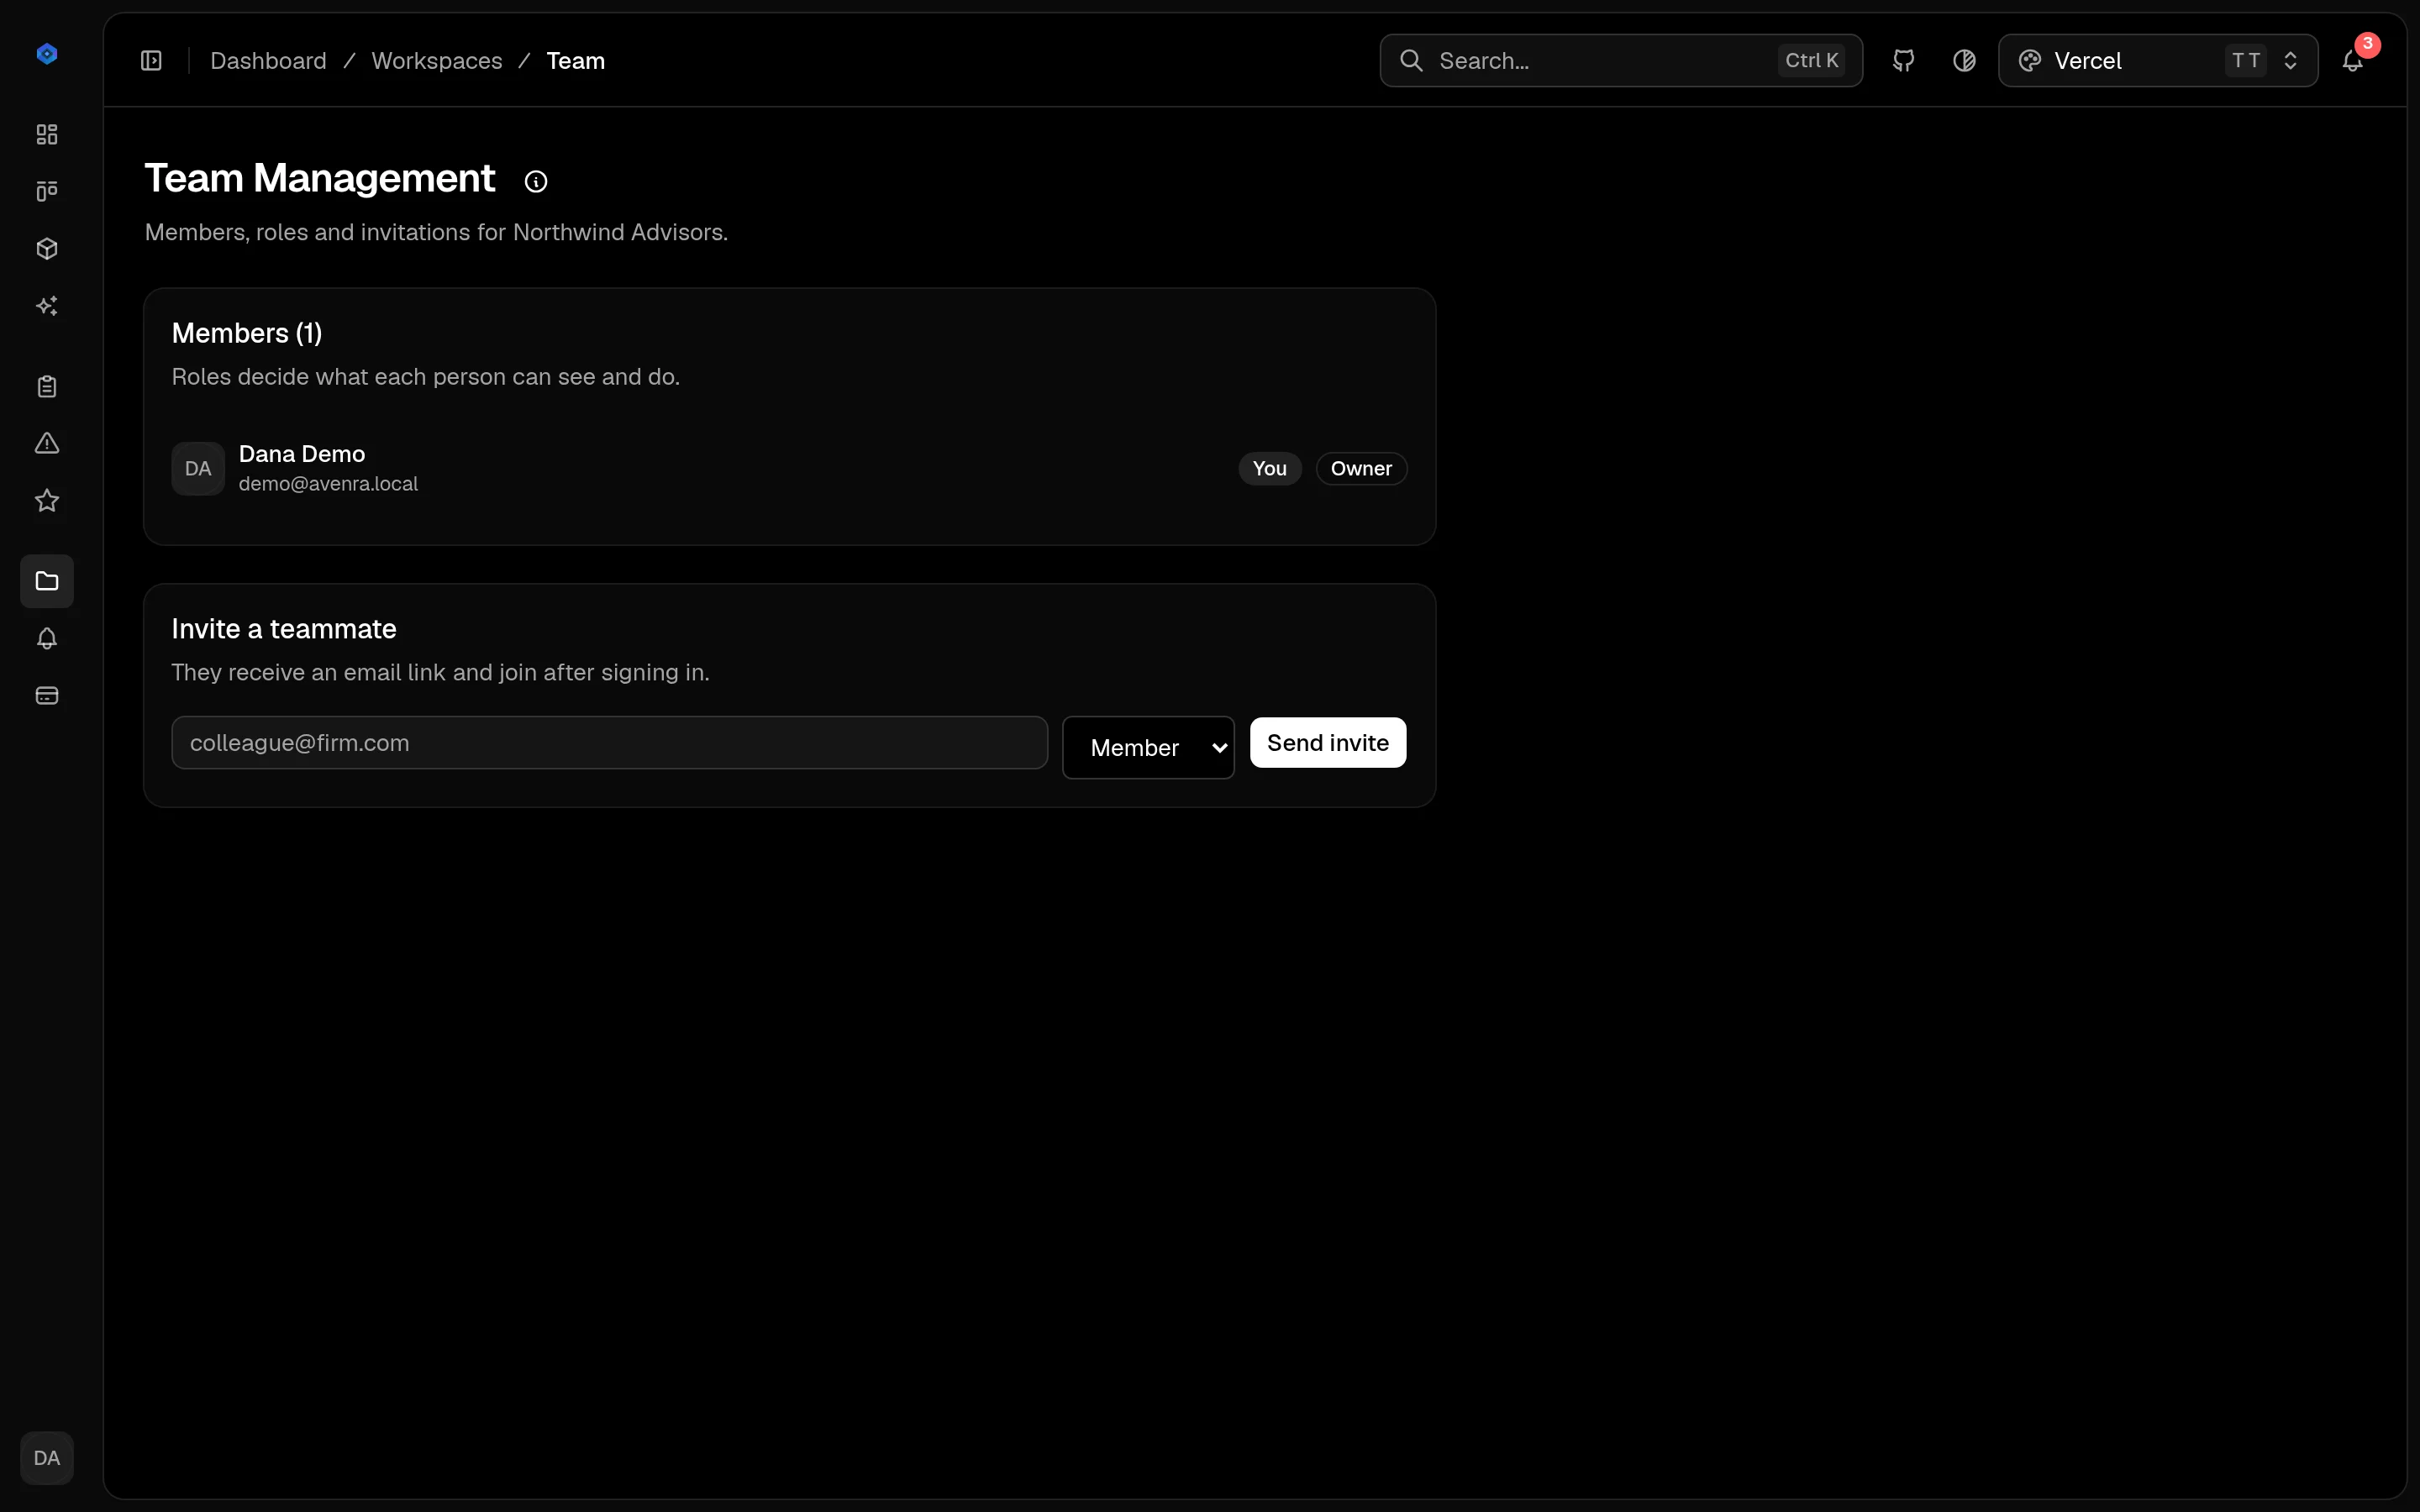 Dashboard / Workspaces / Team
Search...
Ctrl K
Vercel
T T
3
Team Management
Members, roles and invitations for Northwind Advisors.
Members (1)
Roles decide what each person can see and do.
DA
Dana Demo
demo@avenra.local
You
Owner
Invite a teammate
They receive an email link and join after signing in.
colleague@firm.com
Member
Send invite
DA